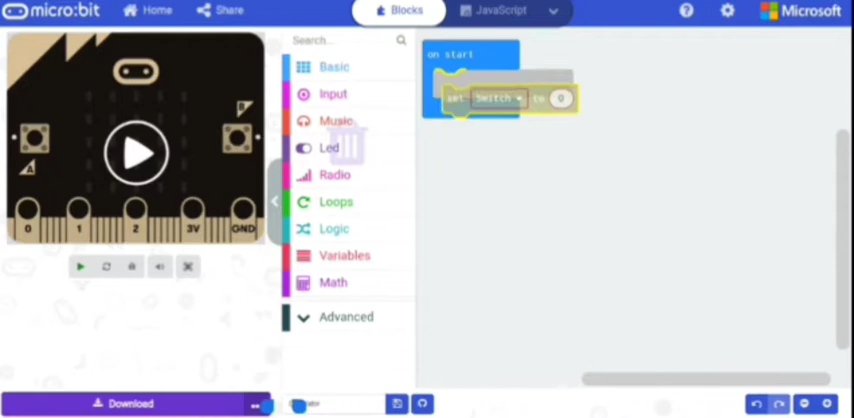 micro:bit Home Share Blocks JavaScript Microsoft
Search...
Basic
Input
Music
Led
Radio
Loops
Logic
Variables
Math
Advanced
on start
set Switch to 0
B
A
0 1 2 3V GND
Download